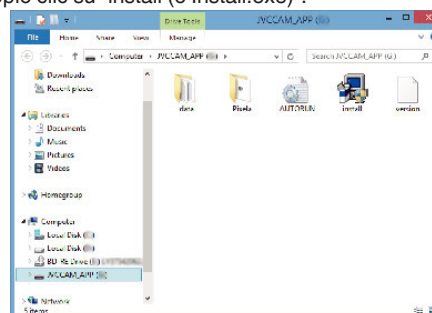 doppio clic su "install (o install.exe)".
Drive Tools JVCCAM_APP
File Home Share View Manage
Computer JVCCAM_APP Search JVCCAM_APP (G:)
Downloads
Recent places
Libraries
Documents
Music
Pictures
Videos
Homegroup
Computer
Local Disk
Local Disk
BD-RE Drive
JVCCAM_APP
Network
data Pixela AUTORUN install version
5 items